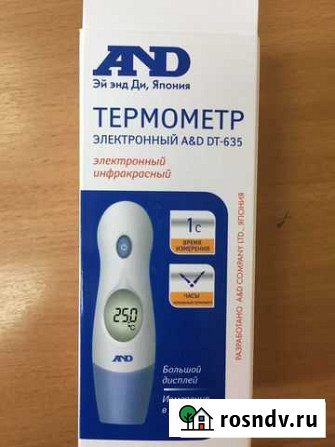 AND
Эй энд Ди, Япония
ТЕРМОМЕТР
ЭЛЕКТРОННЫЙ A&D DT-635
электронный
инфракрасный
1 с
ВРЕМЯ
ИЗМЕРЕНИЯ
ЧАСЫ
25.0
°C
AND
Большой
дисплей
РАЗРАБОТАНО A&D COMPANY LTD., ЯПОНИЯ
rosndv.ru